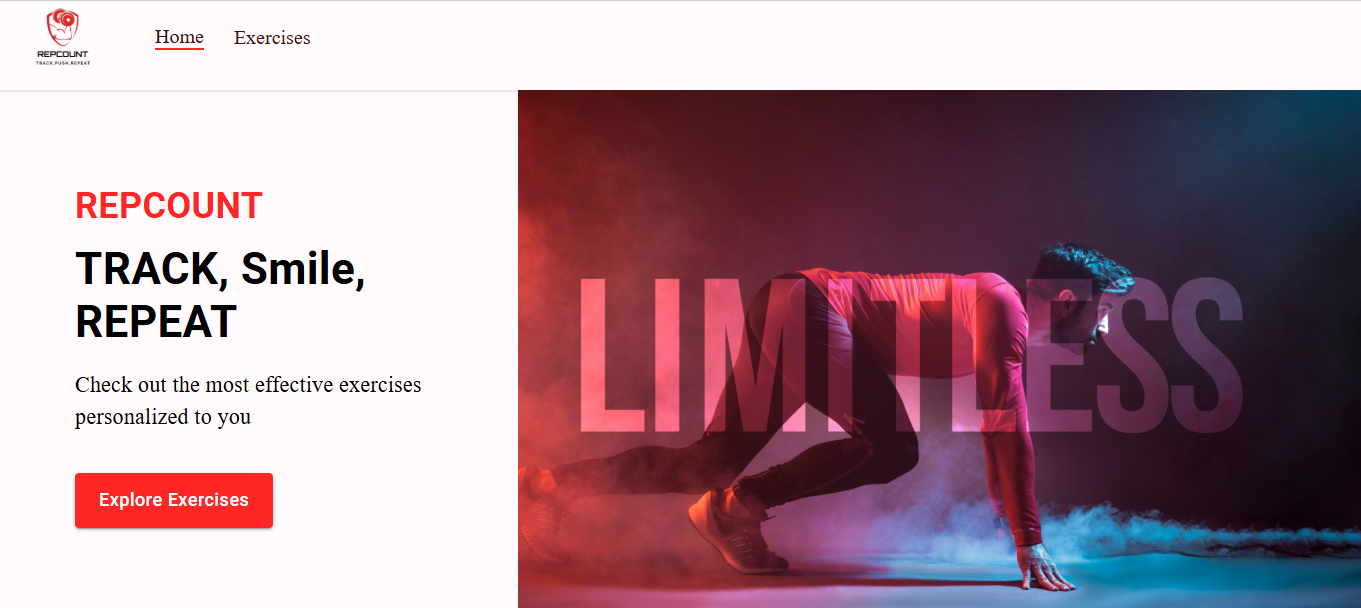 REPCOUNT
TRACK.PUSH.REPEAT
Home
Exercises
REPCOUNT
TRACK, Smile,
REPEAT
Check out the most effective exercises
personalized to you
Explore Exercises
LIMITLESS